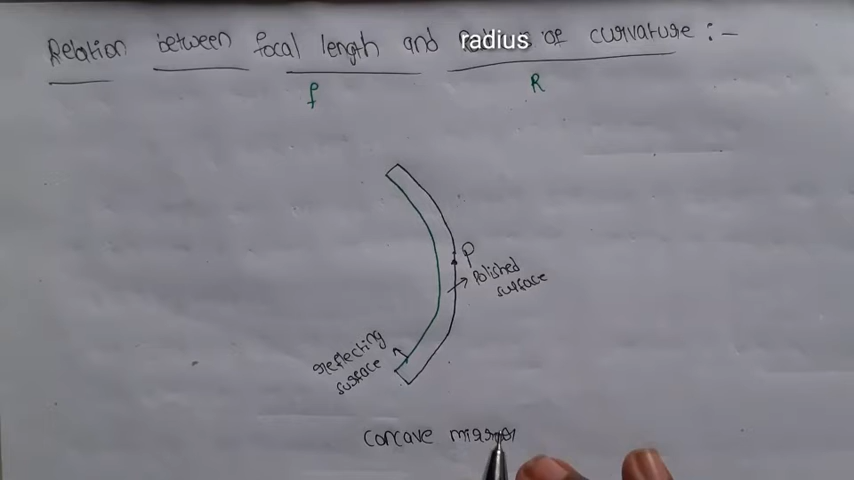 Relation between focal length and radius of curvature :-
f
R
P
Polished
surface
reflecting
surface
Concave mirror